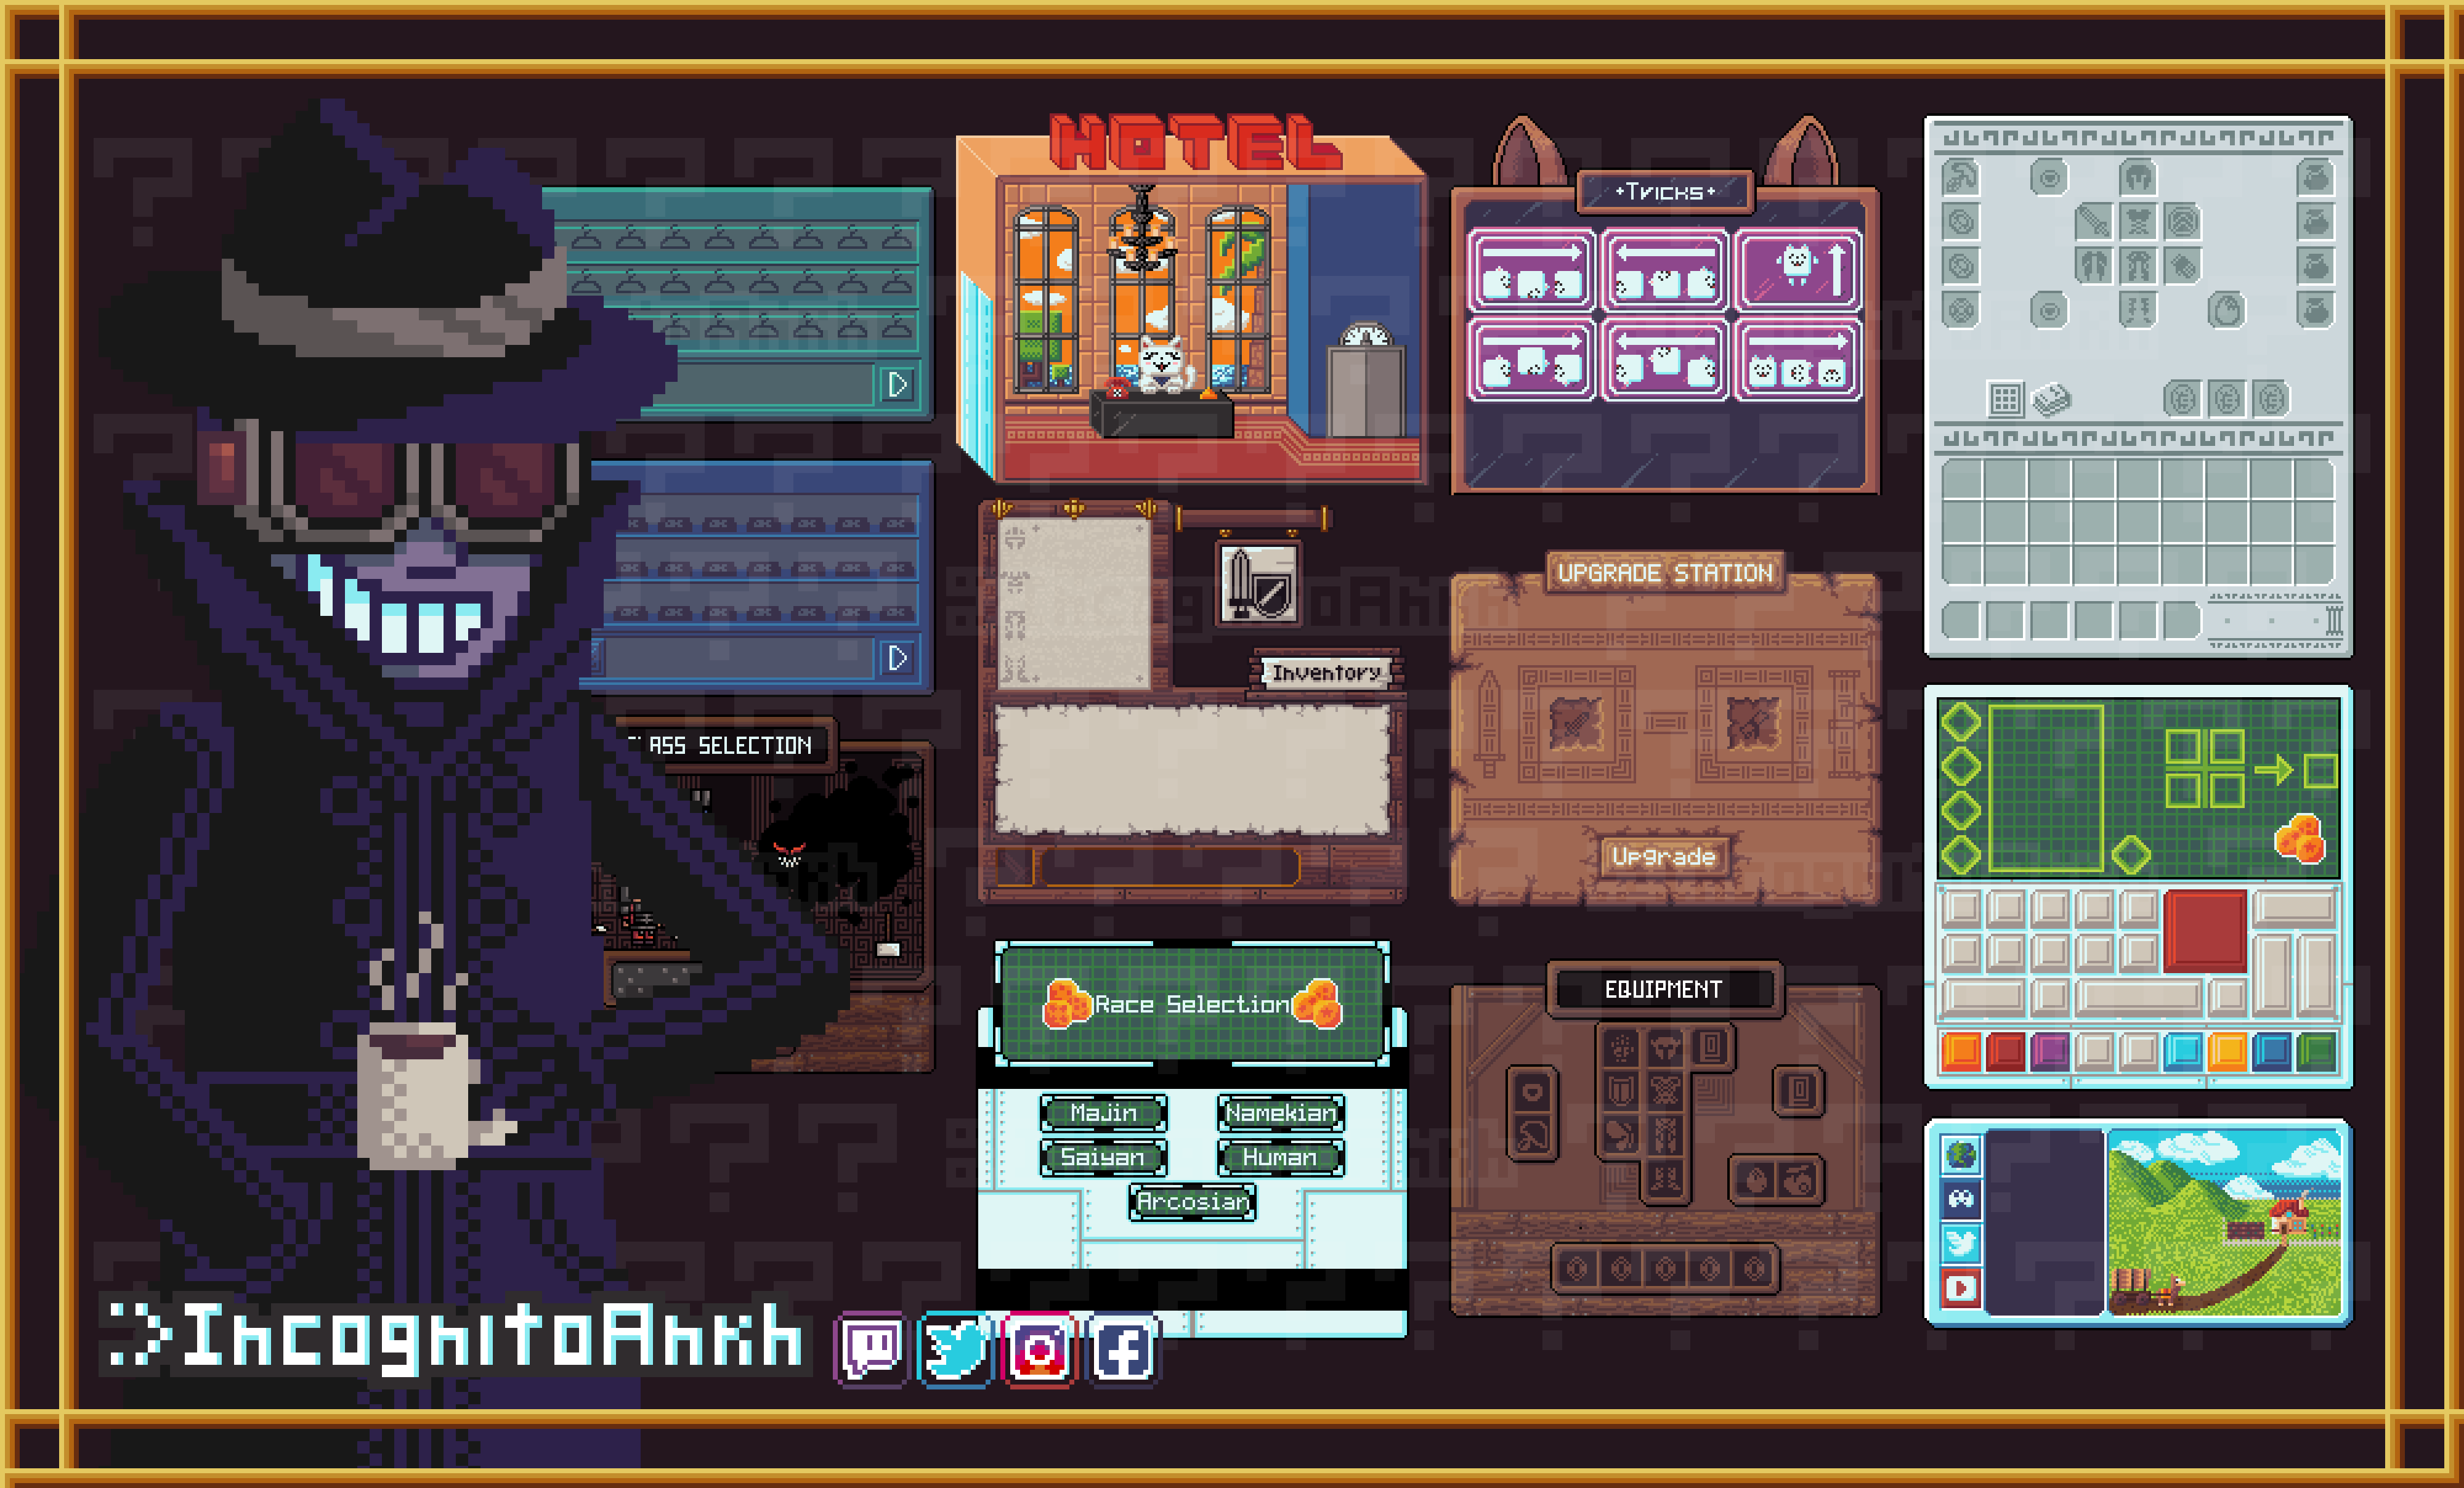 HOTEL
+Tricks+
UPGRADE STATION
Inventory
ASS SELECTION
Upgrade
EQUIPMENT
Race Selection
Majin
Namekian
Saiyan
Human
Arcosian
:>IncognitoAnkh